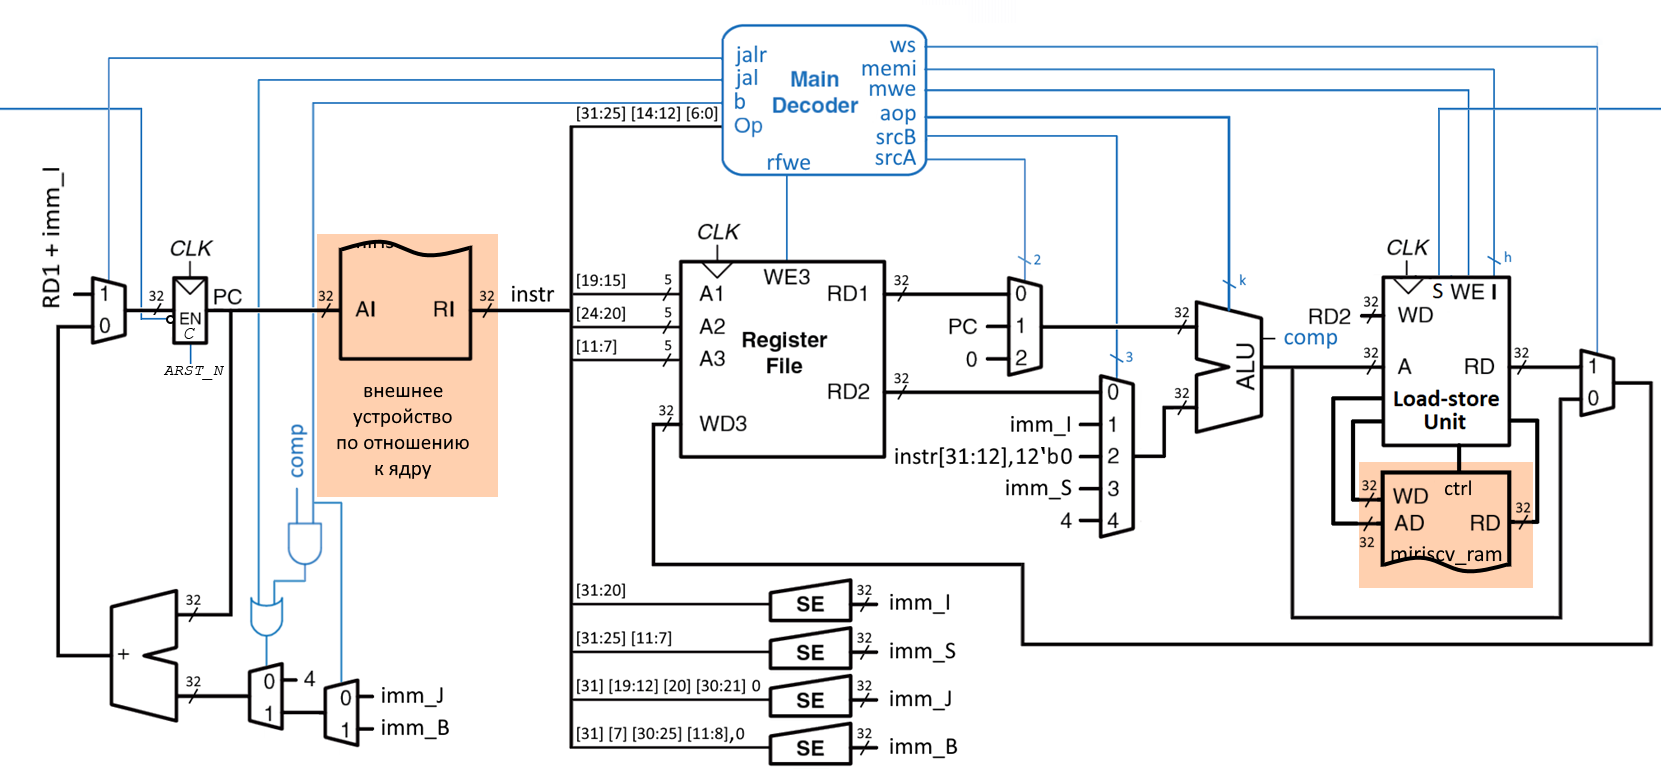 jalr
jal
b
Op
Main
Decoder
rfwe
ws
memi
mwe
aop
srcB
srcA
[31:25] [14:12] [6:0]
RD1 + imm_I
1
0
32
CLK
EN
C
ARST_N
PC
32
AI
RI
32
instr
внешнее
устройство
по отношению
к ядру
comp
[19:15]
5
[24:20]
5
[11:7]
5
32
CLK
WE3
A1
A2
A3
WD3
Register
File
RD1
RD2
32
32
2
0
PC
1
0
2
3
0
imm_I
1
instr[31:12],12'b0
2
imm_S
3
4
4
32
32
k
ALU
comp
CLK
h
S WE I
RD2
32
WD
32
A
RD
32
Load-store
Unit
1
0
32
WD
ctrl
AD
32
RD
32
miriscv_ram
+
32
32
0
4
1
0
imm_J
1
imm_B
[31:20]
SE
32
imm_I
[31:25] [11:7]
SE
32
imm_S
[31] [19:12] [20] [30:21] 0
SE
32
imm_J
[31] [7] [30:25] [11:8],0
SE
32
imm_B